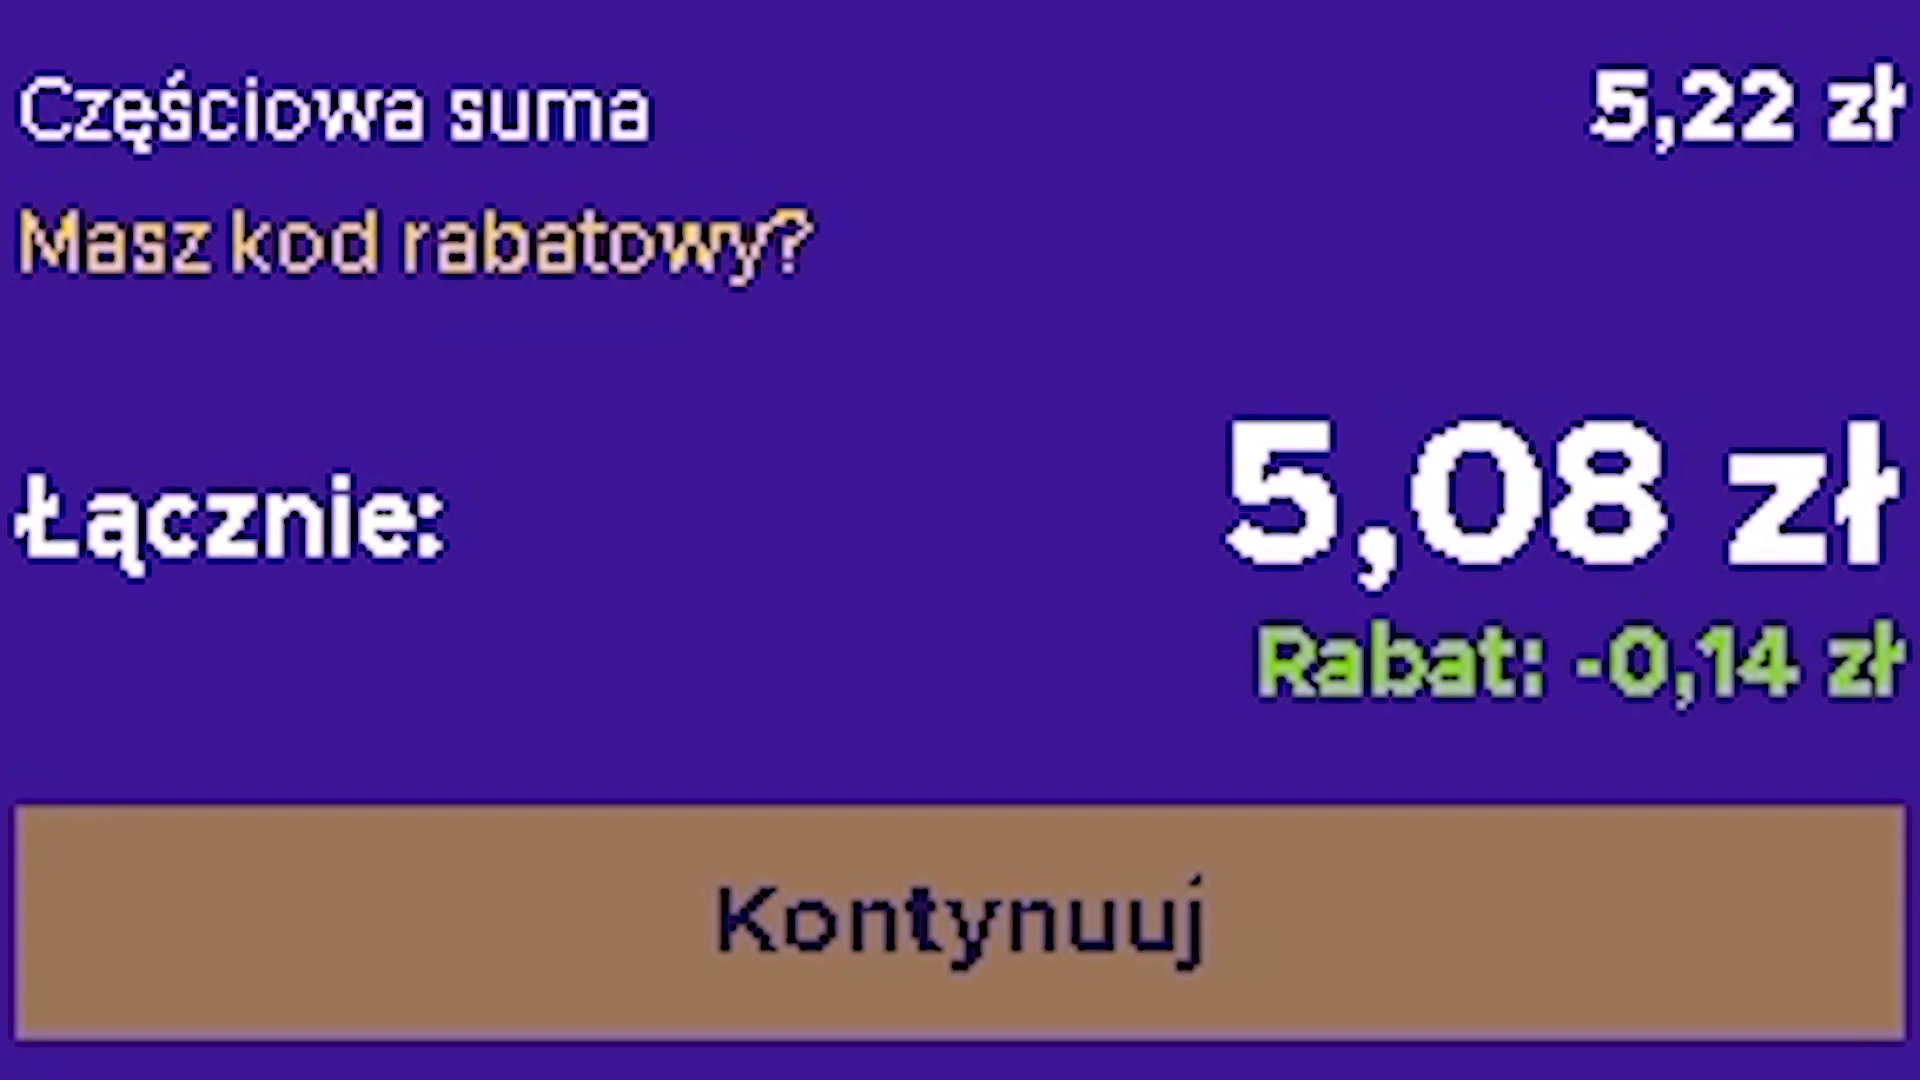 Częściowa suma 5,22 zł
Masz kod rabatowy?
Łącznie: 5,08 zł
Rabat: -0,14 zł
Kontynuuj